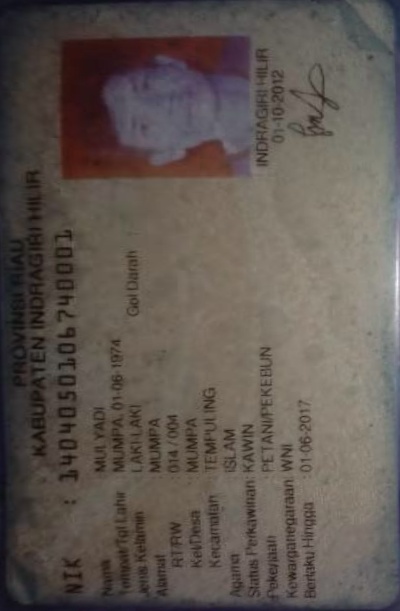 PROVINSI RIAU
KABUPATEN INDRAGIRI HILIR
NIK : 1404050106740001
Nama : MULYADI
Tempat/Tgl Lahir : MUMPA, 01-06-1974
Jenis Kelamin : LAKI-LAKI Gol Darah :
Alamat : MUMPA
RT/RW : 014 / 004
Kel/Desa : MUMPA
Kecamatan : TEMPULING
Agama : ISLAM
Status Perkawinan: KAWIN
Pekerjaan : PETANI/PEKEBUN
Kewarganegaraan: WNI
Berlaku Hingga : 01-06-2017
INDRAGIRI HILIR
01-10-2012